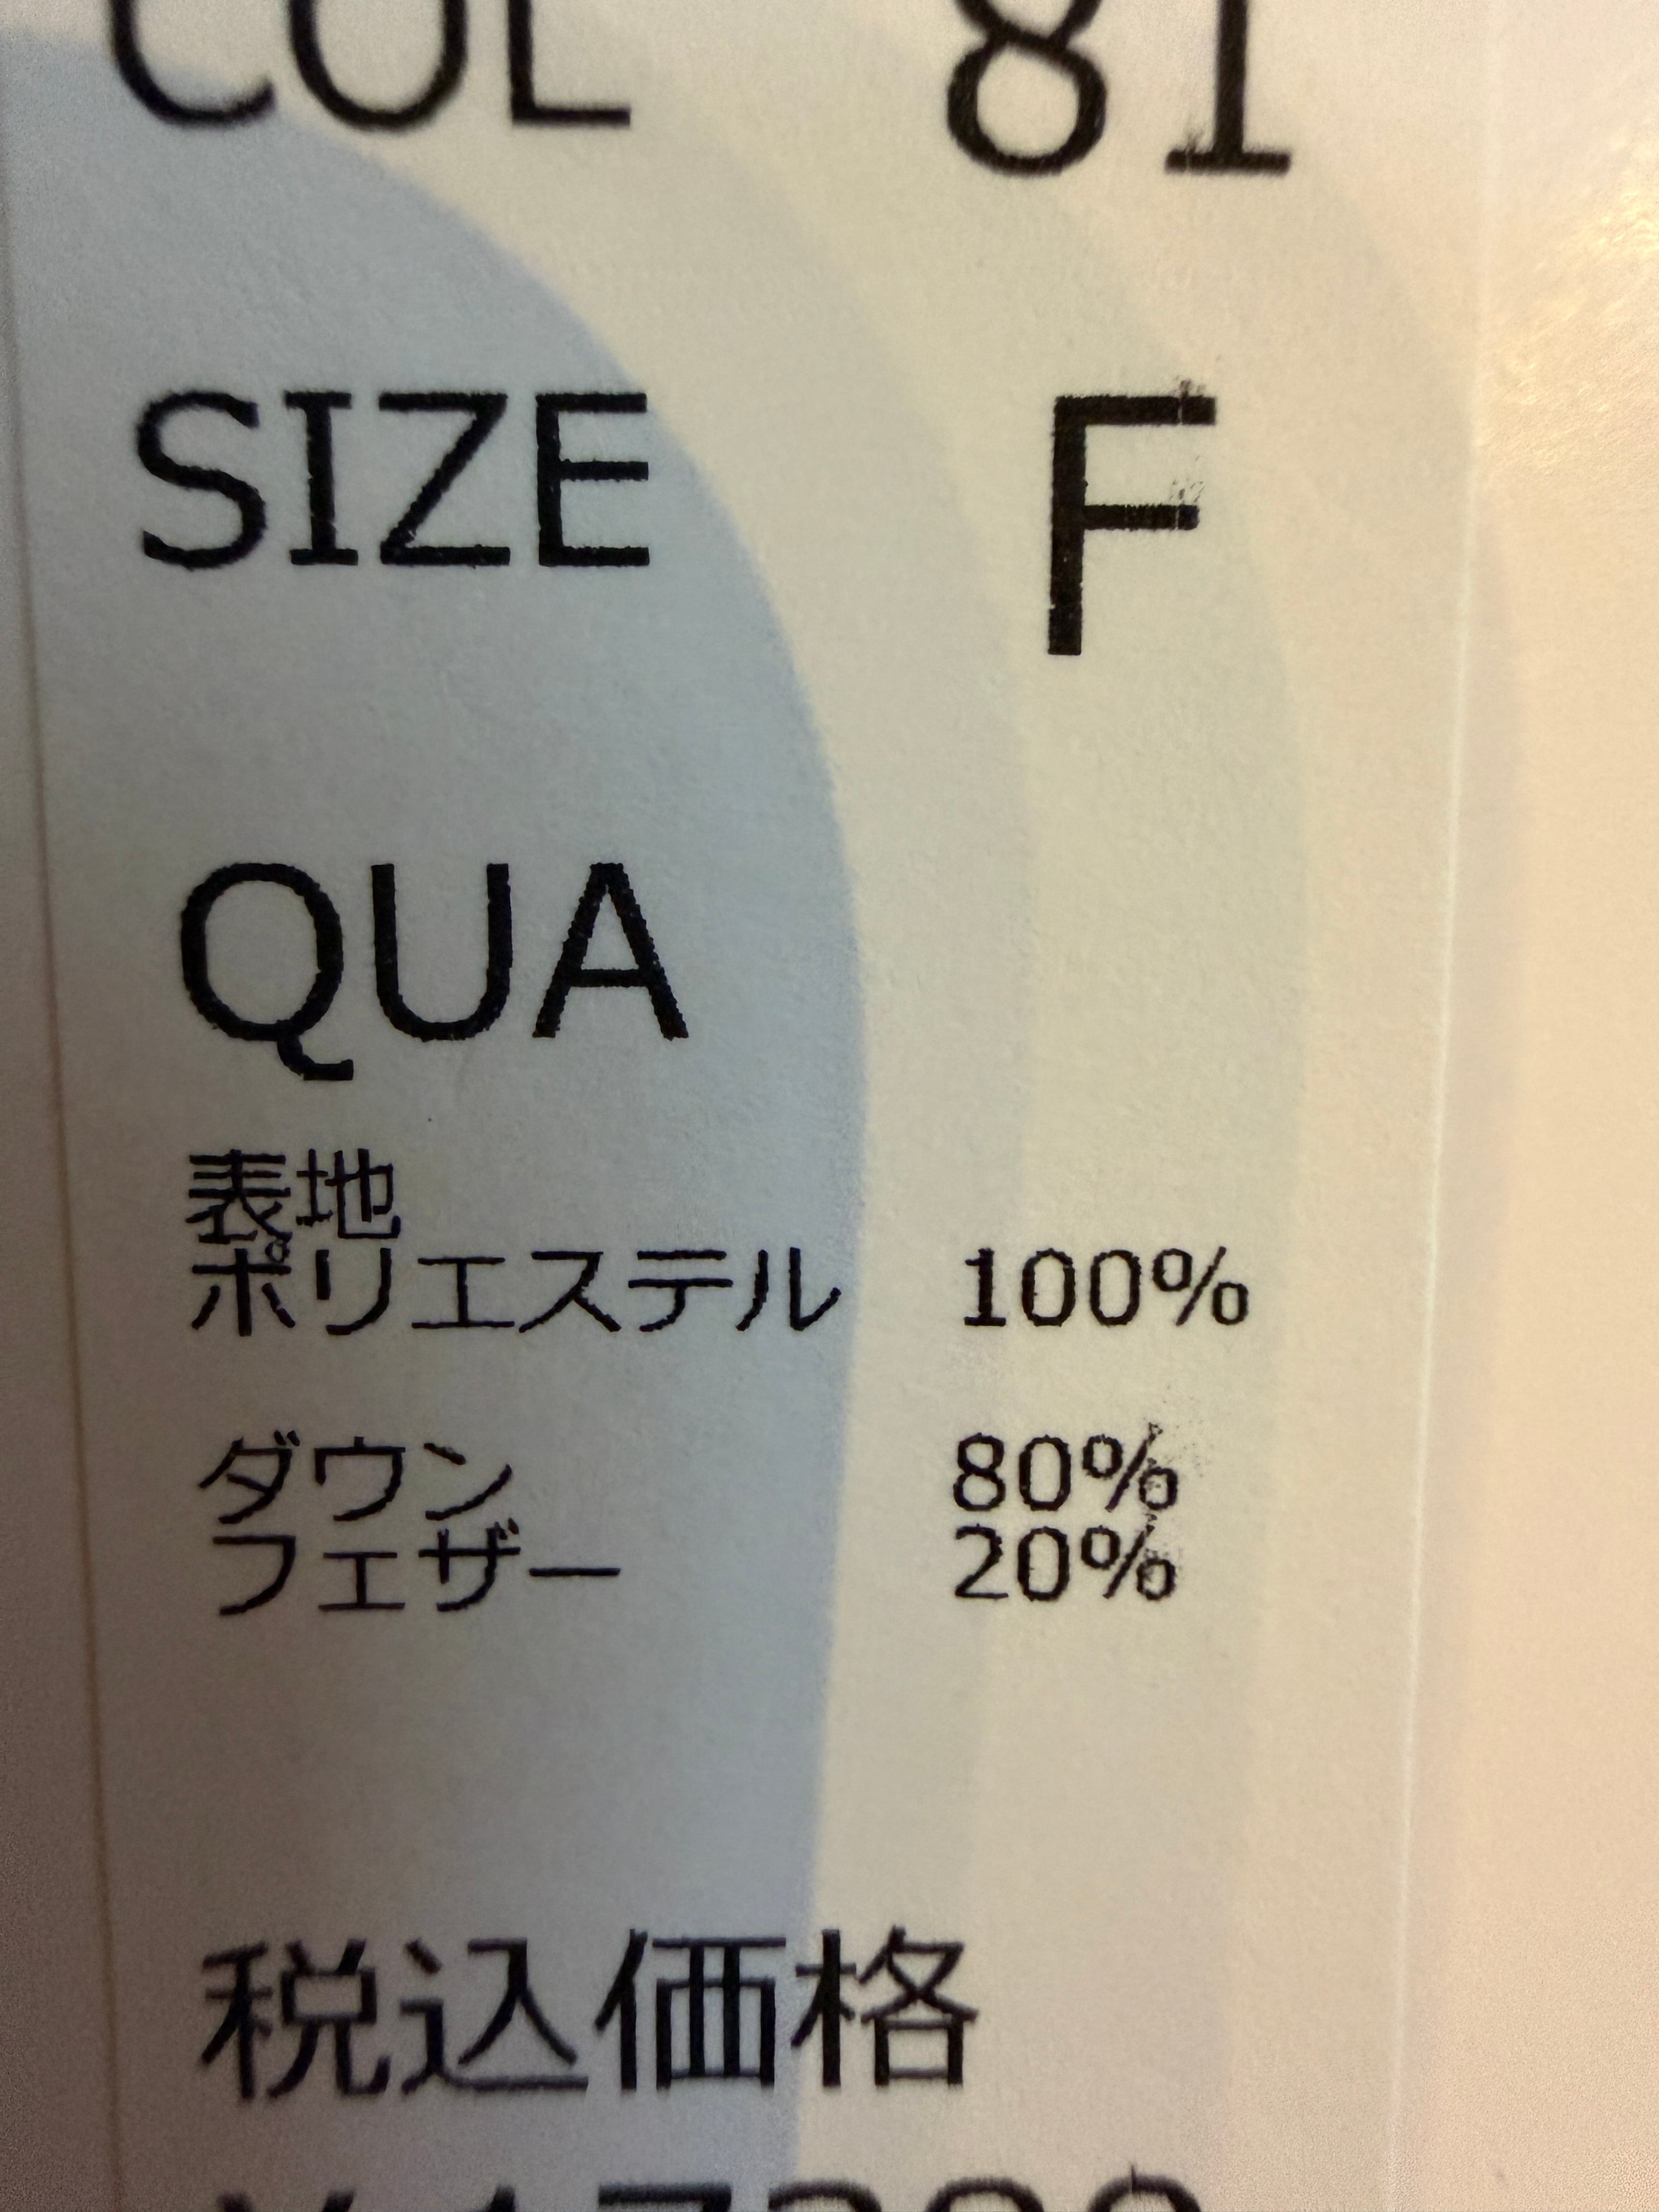 COL 81
SIZE F
QUA
表地
ポリエステル 100%
ダウン 80%
フェザー 20%
税込価格